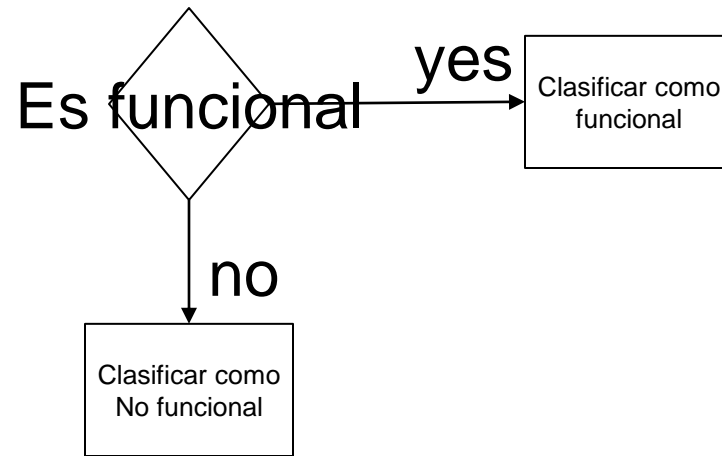 yes
Clasificar como
funcional
Es funcional
no
Clasificar como
No funcional